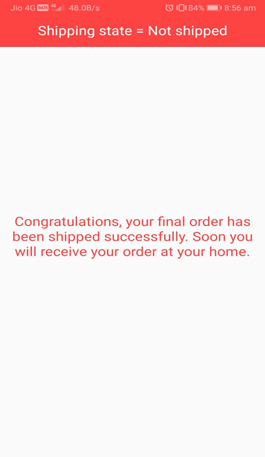 Jio 4G VoLTE 4G 48.0B/s 84% 8:56 am
Shipping state = Not shipped
Congratulations, your final order has
been shipped successfully. Soon you
will receive your order at your home.